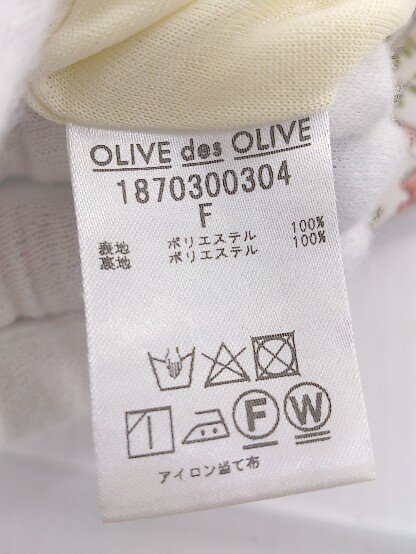 OLIVE des OLIVE
1870300304
F
表地 ポリエステル 100%
裏地 ポリエステル 100%
F W
アイロン当て布